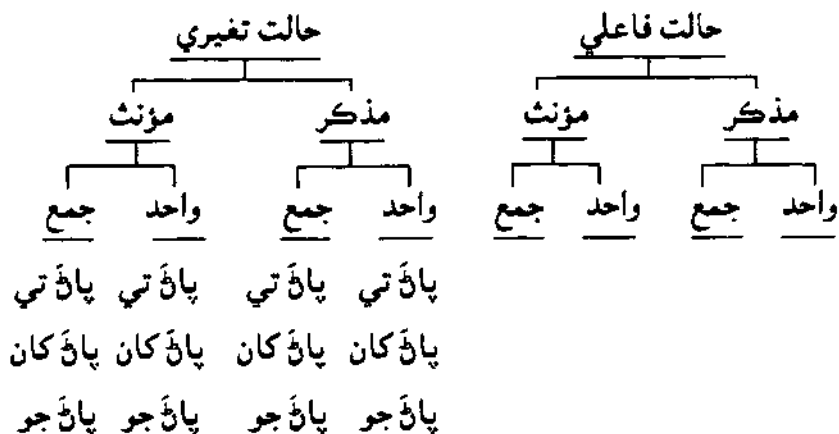 حالت فاعلي حالت تغيري
مذڪر مؤنث مذڪر مؤنث
واحد جمع واحد جمع واحد جمع واحد جمع
پاڻَ تي پاڻَ تي پاڻَ تي پاڻَ تي
پاڻَ کان پاڻَ کان پاڻَ کان پاڻَ کان
پاڻَ جو پاڻَ جو پاڻَ جو پاڻَ جو